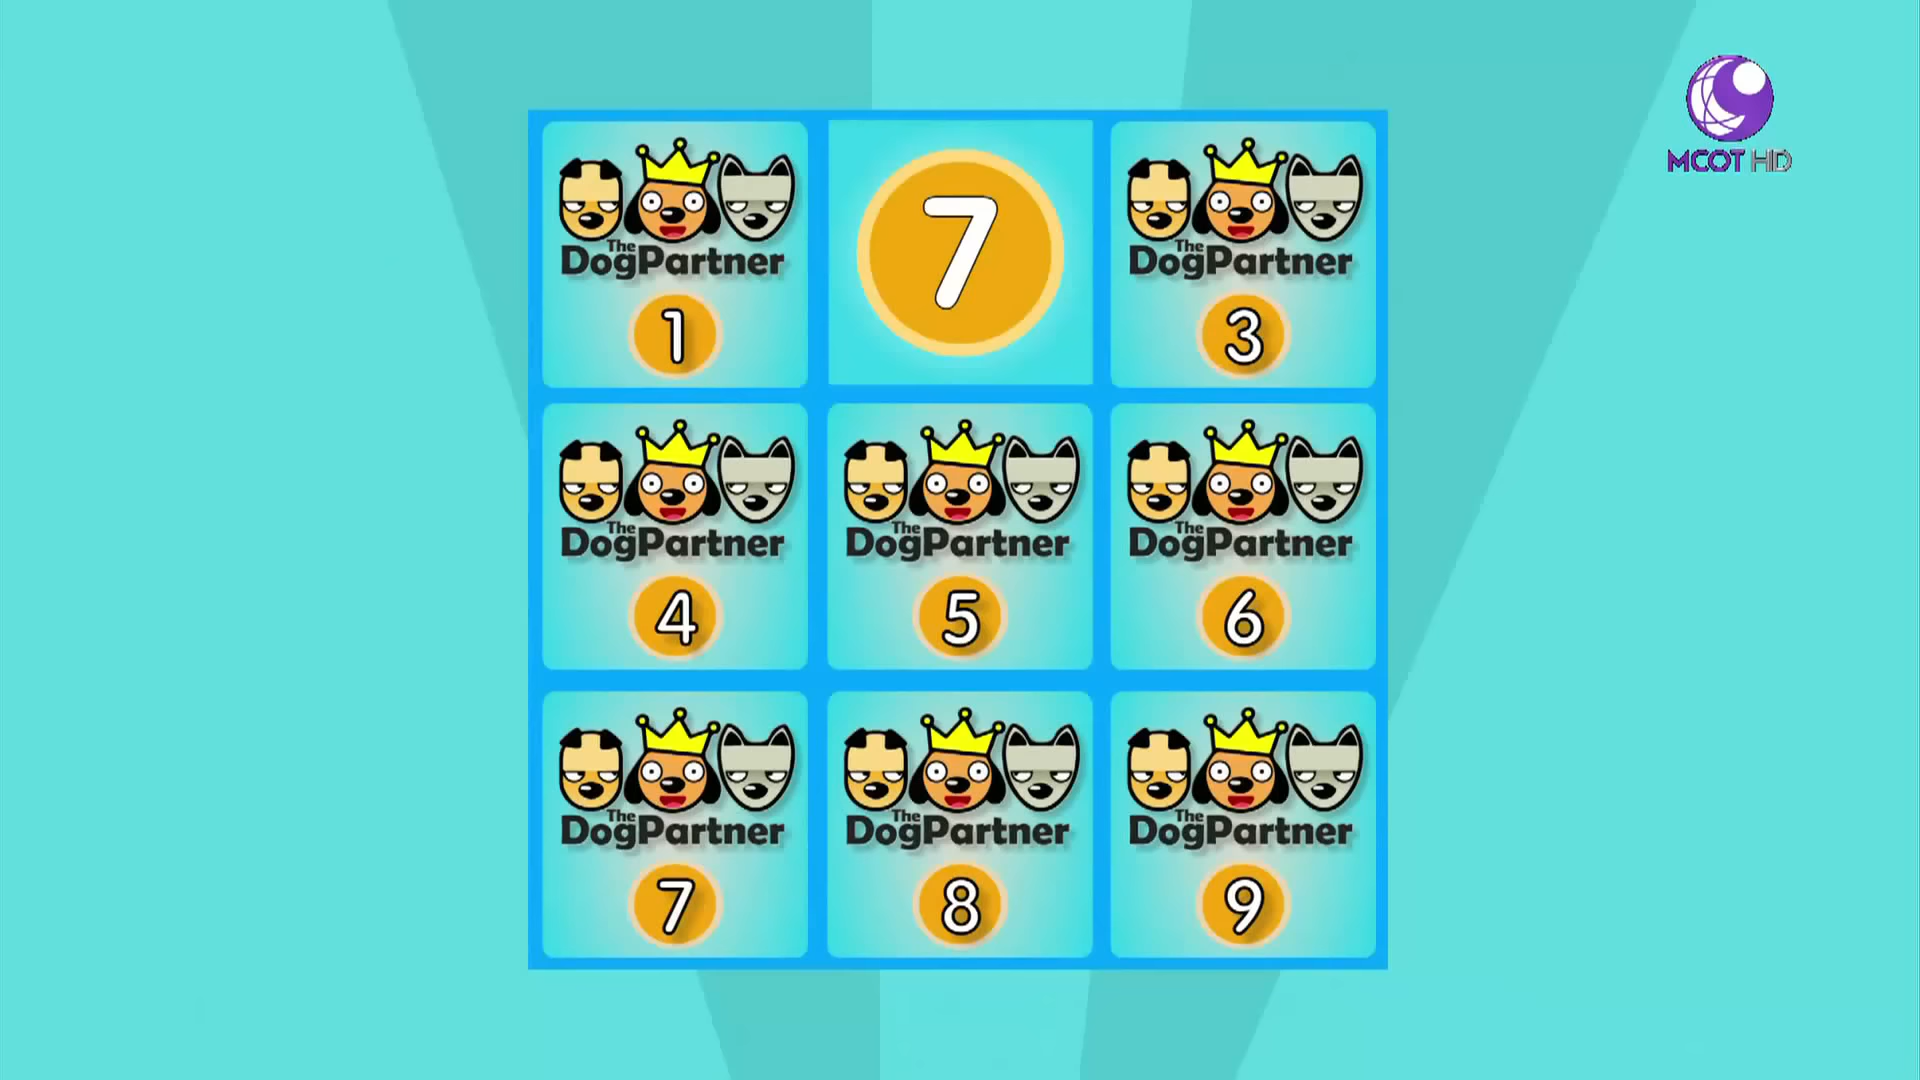 MCOT HD
The
DogPartner
1
7
The
DogPartner
3
The
DogPartner
4
The
DogPartner
5
The
DogPartner
6
The
DogPartner
7
The
DogPartner
8
The
DogPartner
9